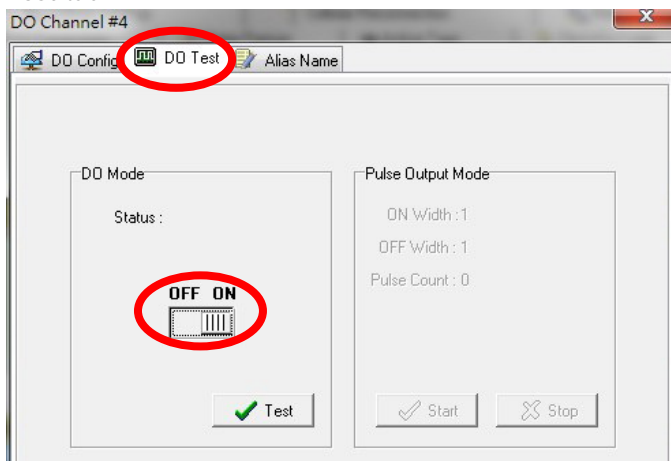 DO Channel #4
DO Config DO Test Alias Name
DO Mode
Status :
OFF ON
Test
Pulse Output Mode
ON Width : 1
OFF Width : 1
Pulse Count : 0
Start Stop